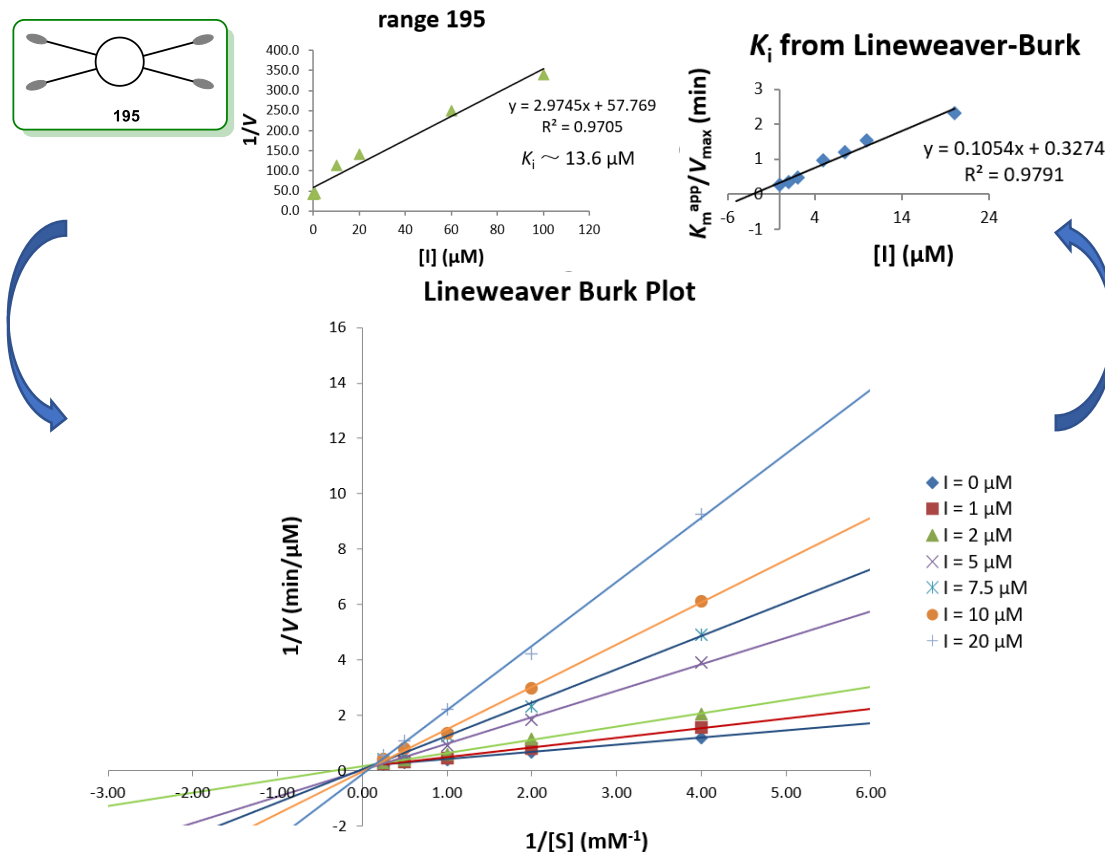 195
range 195
400.0
350.0
300.0
250.0
200.0
150.0
100.0
50.0
0.0
1/V
y = 2.9745x + 57.769
R² = 0.9705
Kᵢ ~ 13.6 µM
0 20 40 60 80 100 120
[I] (µM)
Kᵢ from Lineweaver-Burk
3
2
1
0
-1
Kₘᵃᵖᵖ/Vₘₐₓ (min)
y = 0.1054x + 0.3274
R² = 0.9791
-6 4 14 24
[I] (µM)
Lineweaver Burk Plot
16
14
12
10
8
6
4
2
0
-2
1/V (min/µM)
-3.00 -2.00 -1.00 0.00 1.00 2.00 3.00 4.00 5.00 6.00
1/[S] (mM⁻¹)
I = 0 µM
I = 1 µM
I = 2 µM
I = 5 µM
I = 7.5 µM
I = 10 µM
I = 20 µM